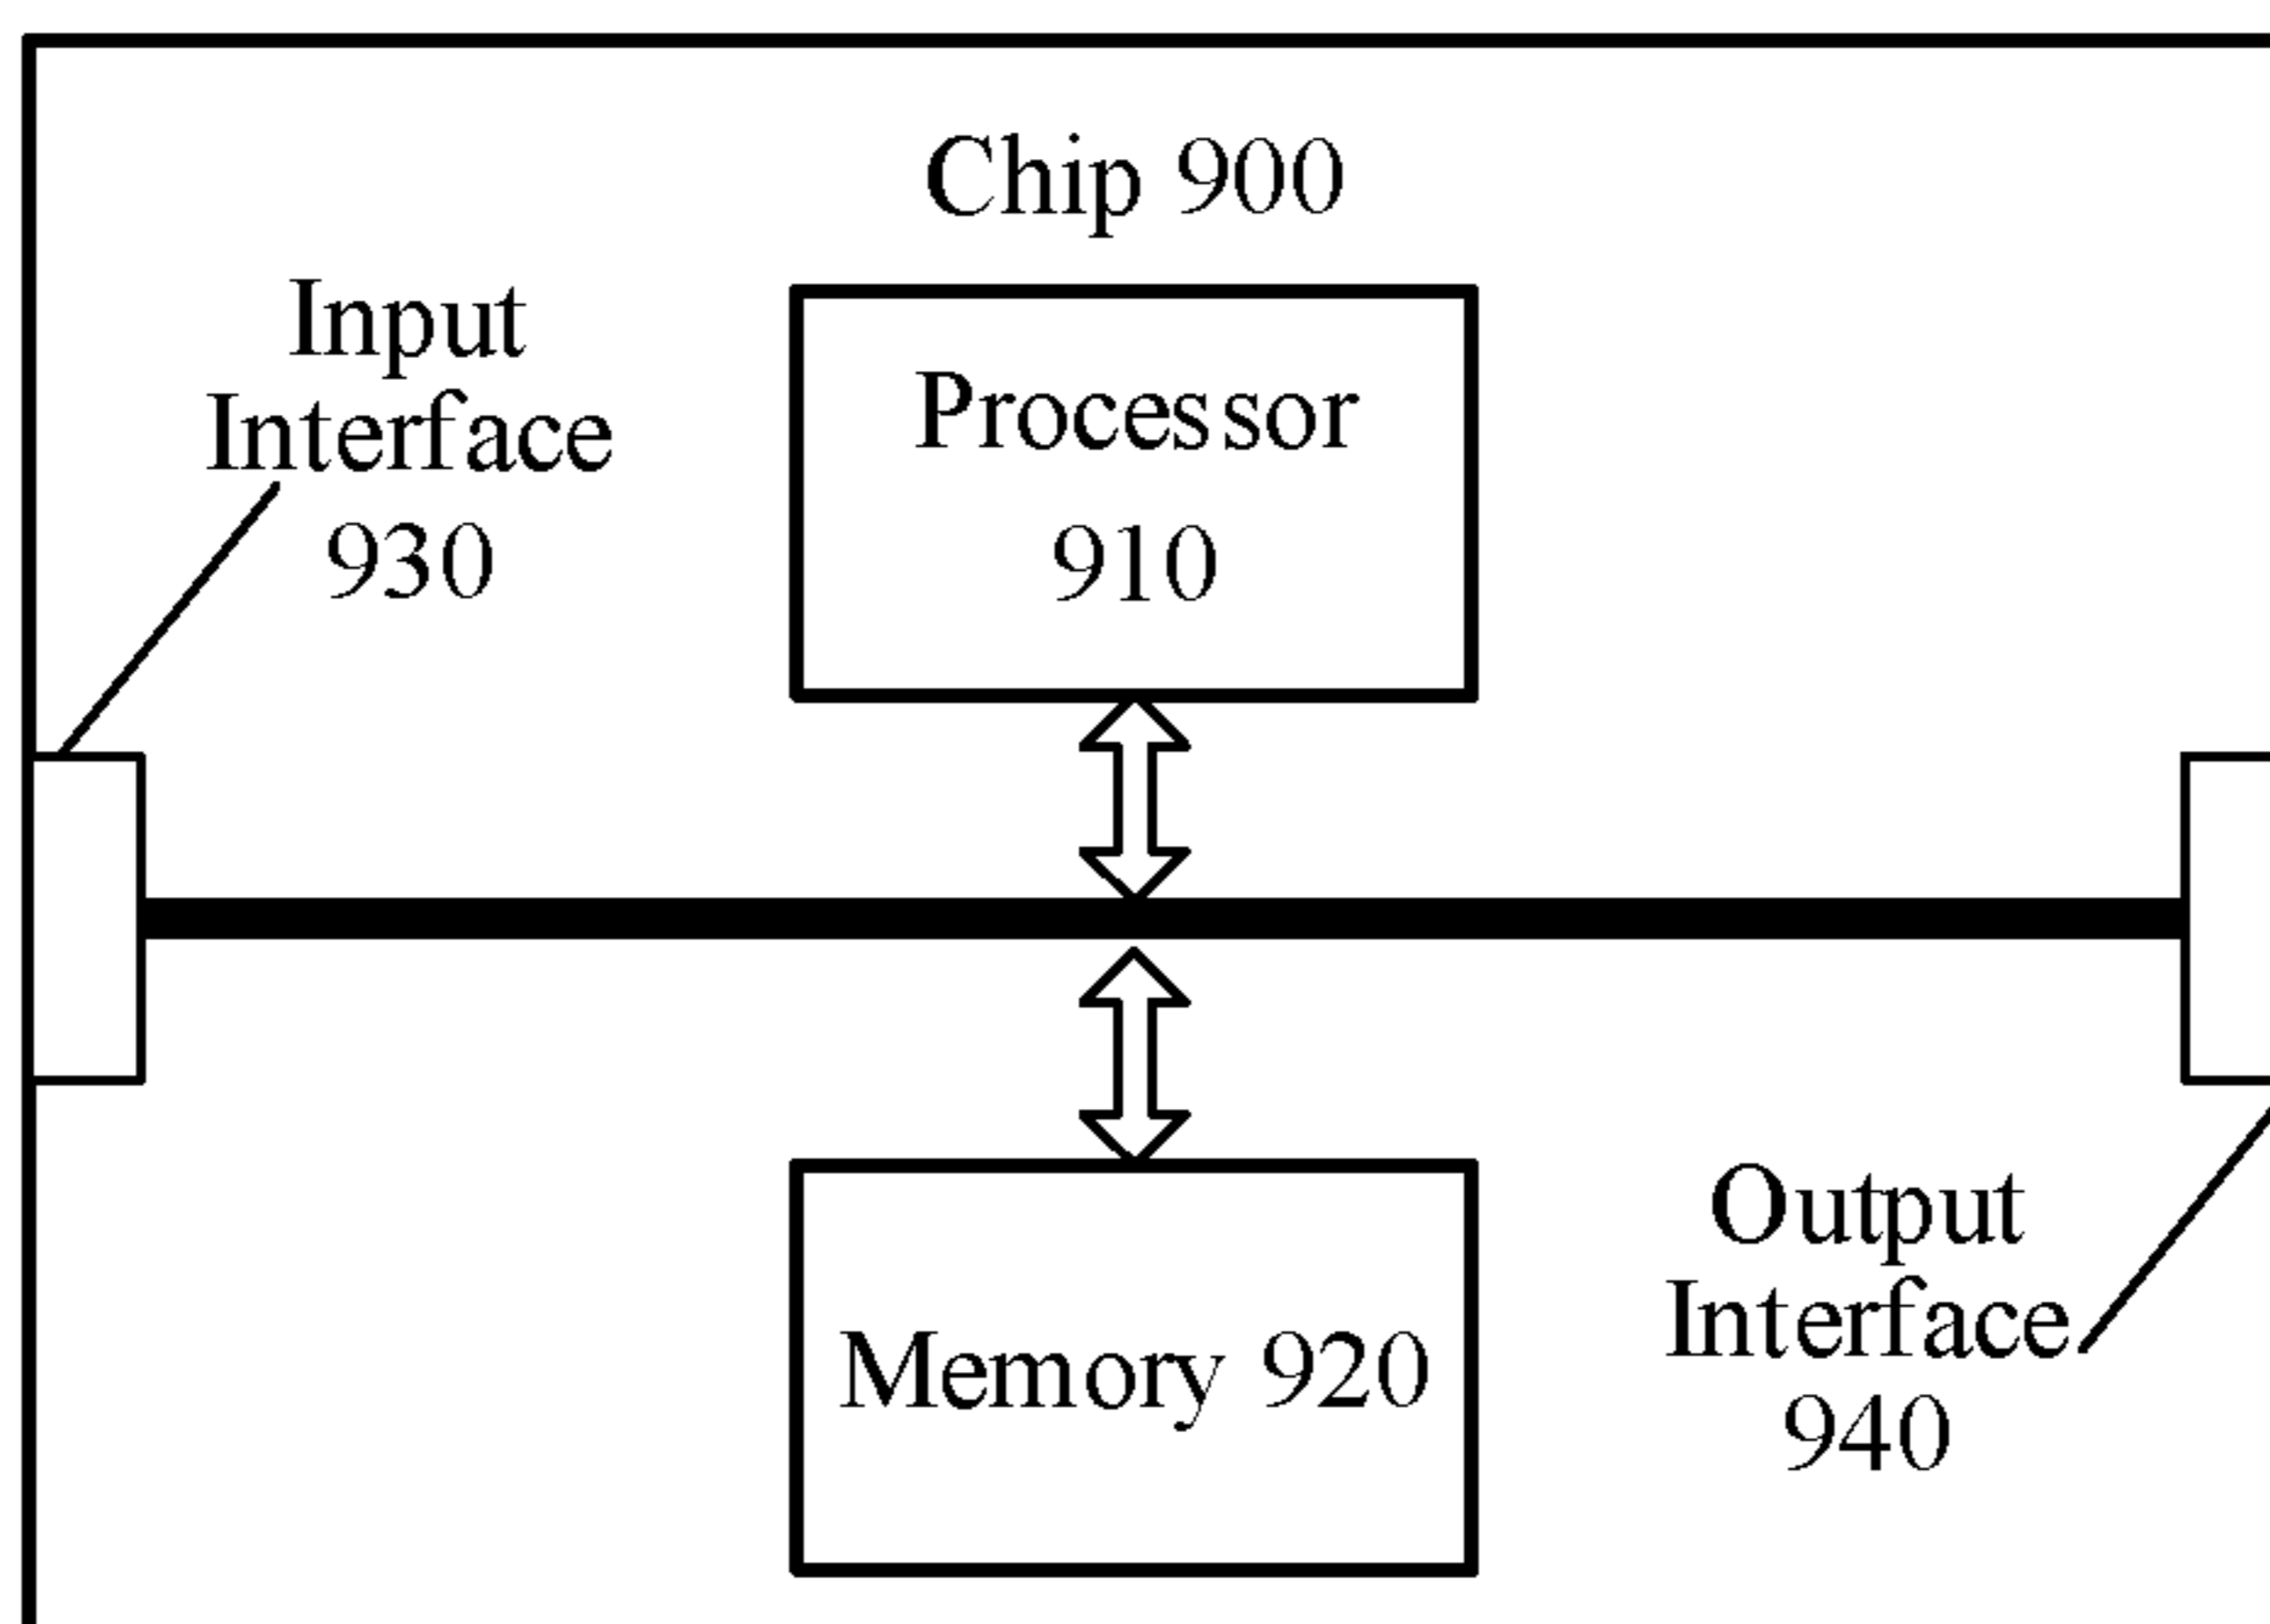 Chip 900
Input
Interface
930
Processor
910
Memory 920
Output
Interface
940